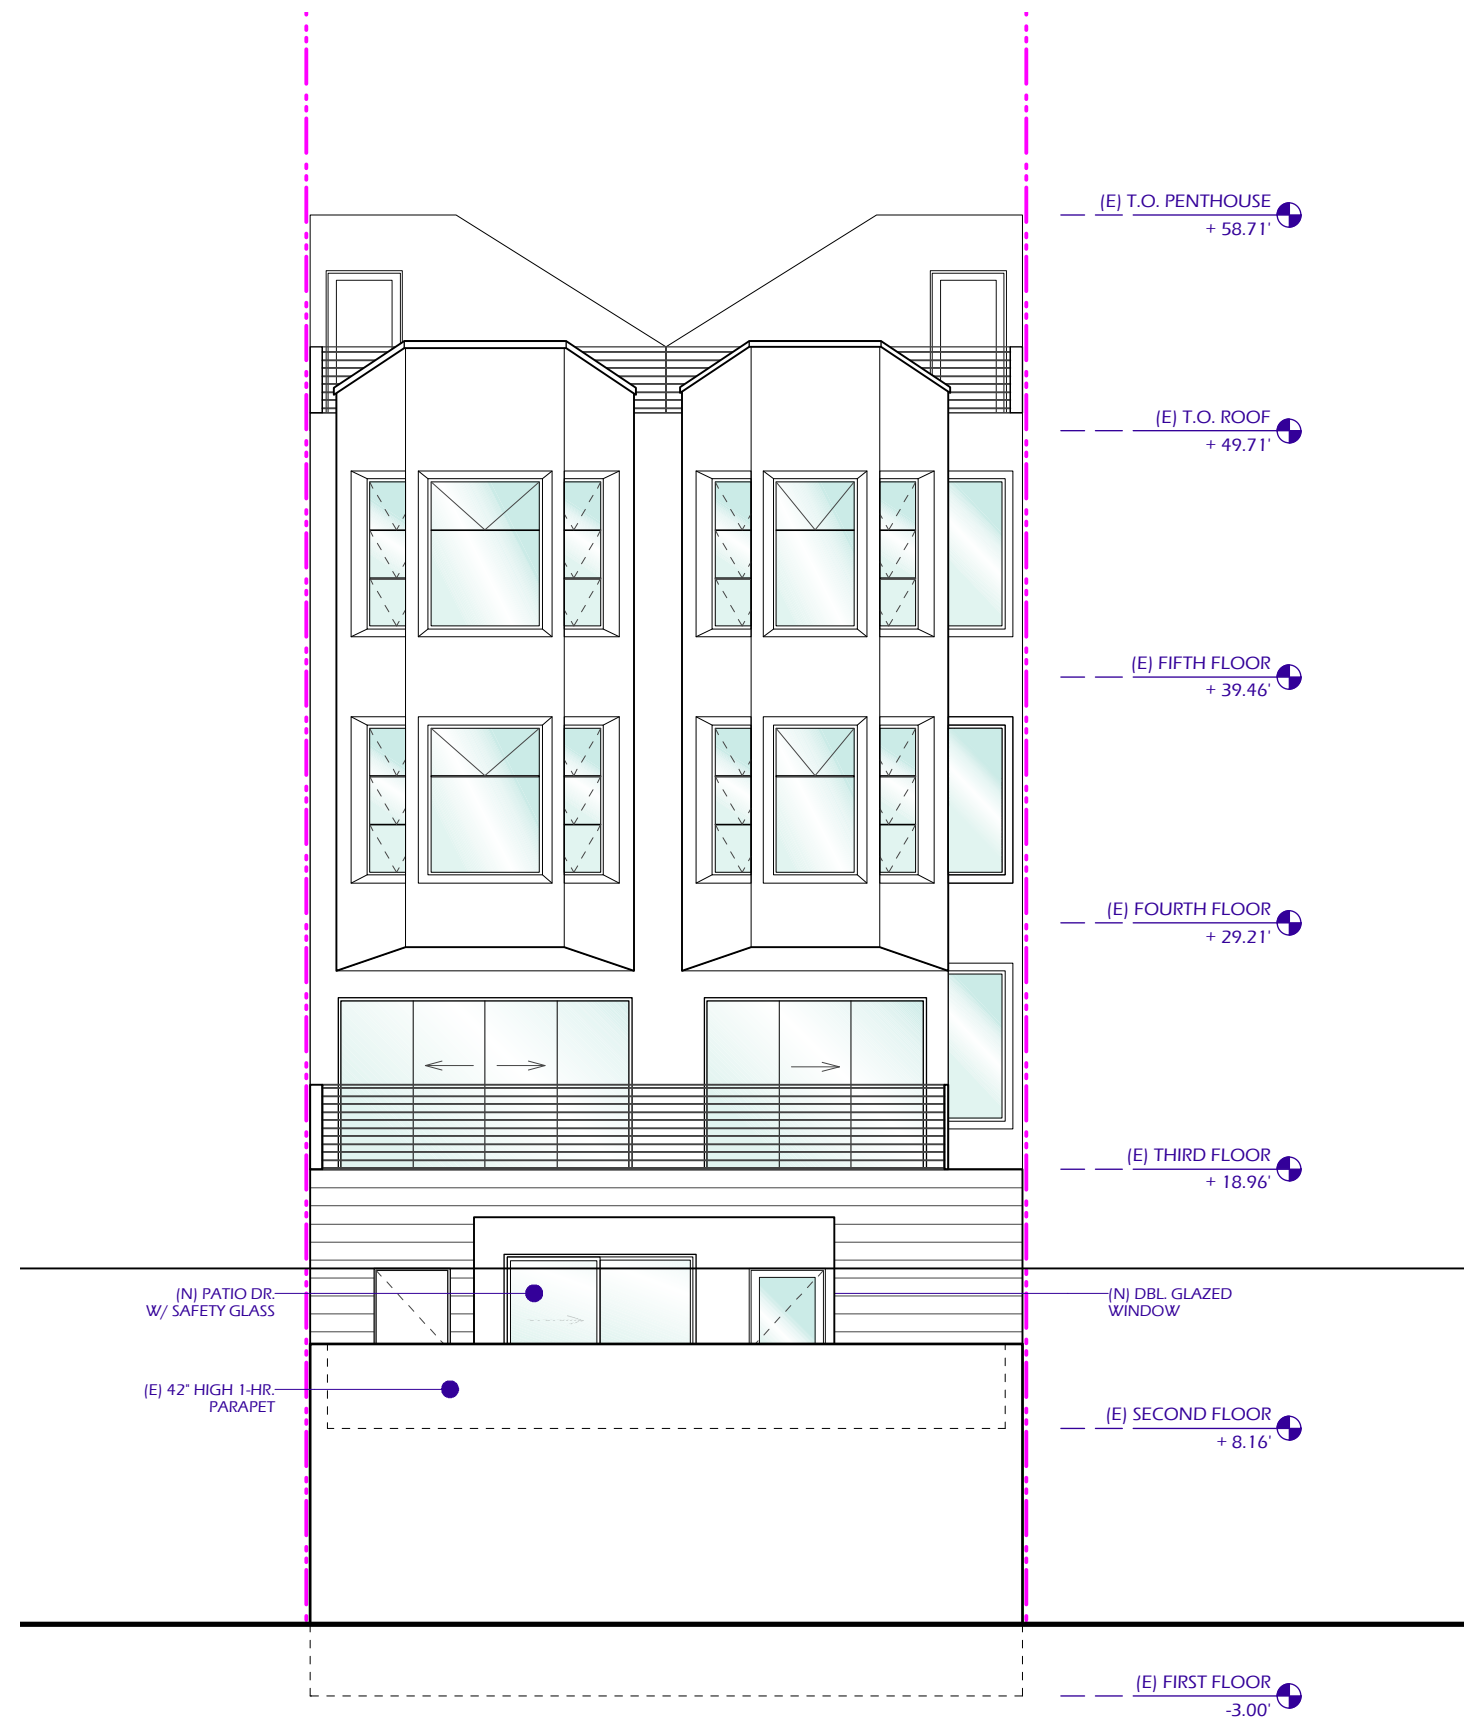 (E) T.O. PENTHOUSE
+ 58.71'
(E) T.O. ROOF
+ 49.71'
(E) FIFTH FLOOR
+ 39.46'
(E) FOURTH FLOOR
+ 29.21'
(E) THIRD FLOOR
+ 18.96'
(N) PATIO DR.
W/ SAFETY GLASS
(N) DBL. GLAZED
WINDOW
(E) 42" HIGH 1-HR.
PARAPET
(E) SECOND FLOOR
+ 8.16'
(E) FIRST FLOOR
-3.00'